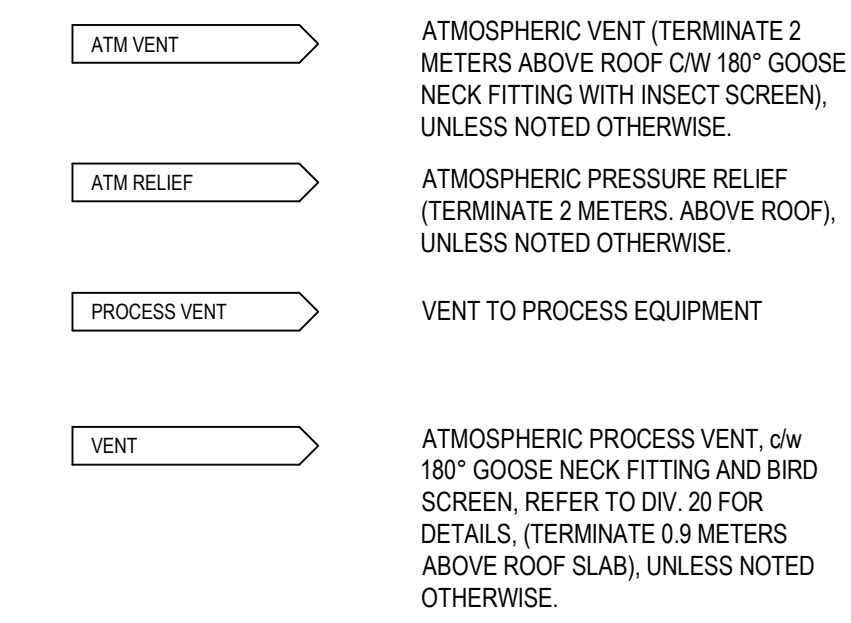 ATM VENT
ATMOSPHERIC VENT (TERMINATE 2
METERS ABOVE ROOF C/W 180° GOOSE
NECK FITTING WITH INSECT SCREEN),
UNLESS NOTED OTHERWISE.
ATM RELIEF
ATMOSPHERIC PRESSURE RELIEF
(TERMINATE 2 METERS. ABOVE ROOF),
UNLESS NOTED OTHERWISE.
PROCESS VENT
VENT TO PROCESS EQUIPMENT
VENT
ATMOSPHERIC PROCESS VENT, c/w
180° GOOSE NECK FITTING AND BIRD
SCREEN, REFER TO DIV. 20 FOR
DETAILS, (TERMINATE 0.9 METERS
ABOVE ROOF SLAB), UNLESS NOTED
OTHERWISE.